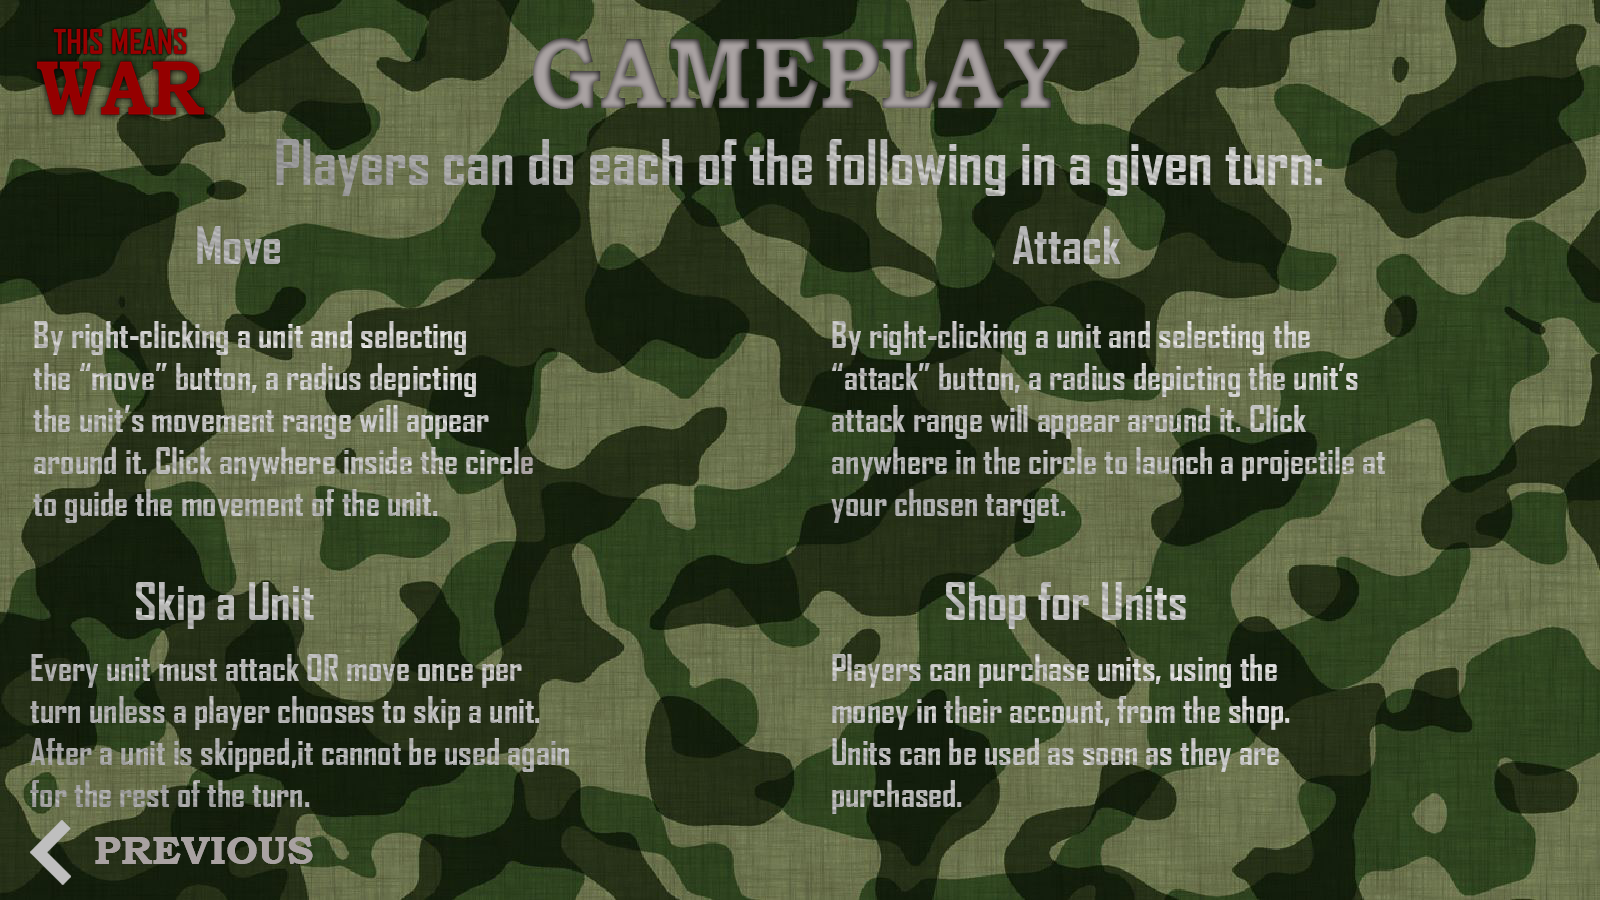 THIS MEANS
WAR
GAMEPLAY
Players can do each of the following in a given turn:
Move
By right-clicking a unit and selecting
the “move” button, a radius depicting
the unit’s movement range will appear
around it. Click anywhere inside the circle
to guide the movement of the unit.
Attack
By right-clicking a unit and selecting the
“attack” button, a radius depicting the unit’s
attack range will appear around it. Click
anywhere in the circle to launch a projectile at
your chosen target.
Skip a Unit
Every unit must attack OR move once per
turn unless a player chooses to skip a unit.
After a unit is skipped,it cannot be used again
for the rest of the turn.
Shop for Units
Players can purchase units, using the
money in their account, from the shop.
Units can be used as soon as they are
purchased.
PREVIOUS